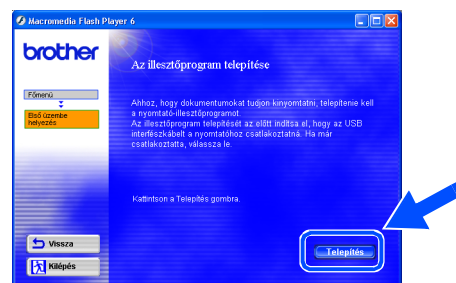 Macromedia Flash Player 6
brother
Az illesztőprogram telepítése
Főmenü
Első üzembe
helyezés
Ahhoz, hogy dokumentumokat tudjon kinyomtatni, telepítenie kell
a nyomtató-illesztőprogramot.
Az illesztőprogram telepítését az előtt indítsa el, hogy az USB
interfészkábelt a nyomtatóhoz csatlakoztatná. Ha már
csatlakoztatta, válassza le.
Kattintson a Telepítés gombra.
Vissza
Telepítés
Kilépés